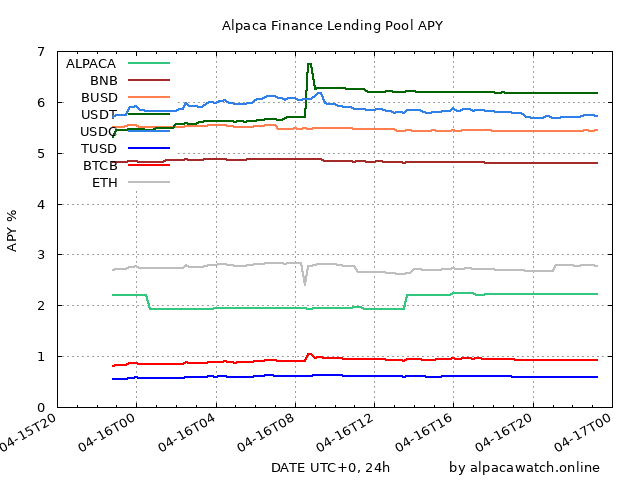 Alpaca Finance Lending Pool APY
7
6
5
4
3
2
1
0
APY %
ALPACA
BNB
BUSD
USDT
USDC
TUSD
BTCB
ETH
04-15T20
04-16T00
04-16T04
04-16T08
04-16T12
04-16T16
04-16T20
04-17T00
DATE UTC+0, 24h
by alpacawatch.online